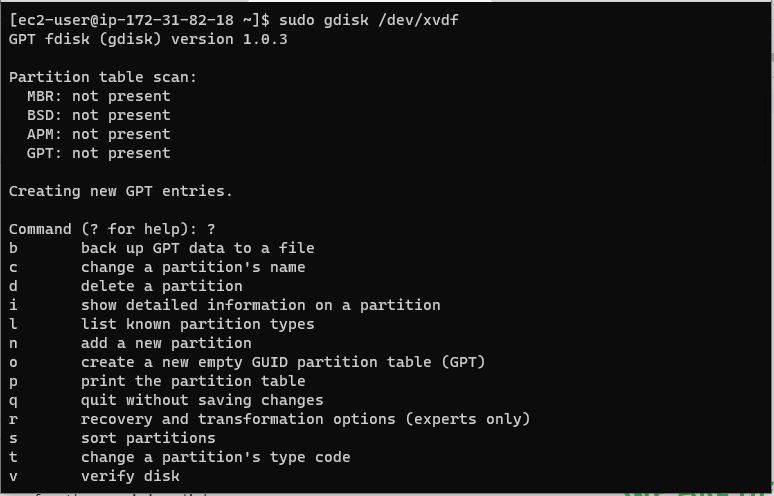 [ec2-user@ip-172-31-82-18 ~]$ sudo gdisk /dev/xvdf
GPT fdisk (gdisk) version 1.0.3
Partition table scan:
  MBR: not present
  BSD: not present
  APM: not present
  GPT: not present
Creating new GPT entries.
Command (? for help): ?
b       back up GPT data to a file
c       change a partition's name
d       delete a partition
i       show detailed information on a partition
l       list known partition types
n       add a new partition
o       create a new empty GUID partition table (GPT)
p       print the partition table
q       quit without saving changes
r       recovery and transformation options (experts only)
s       sort partitions
t       change a partition's type code
v       verify disk